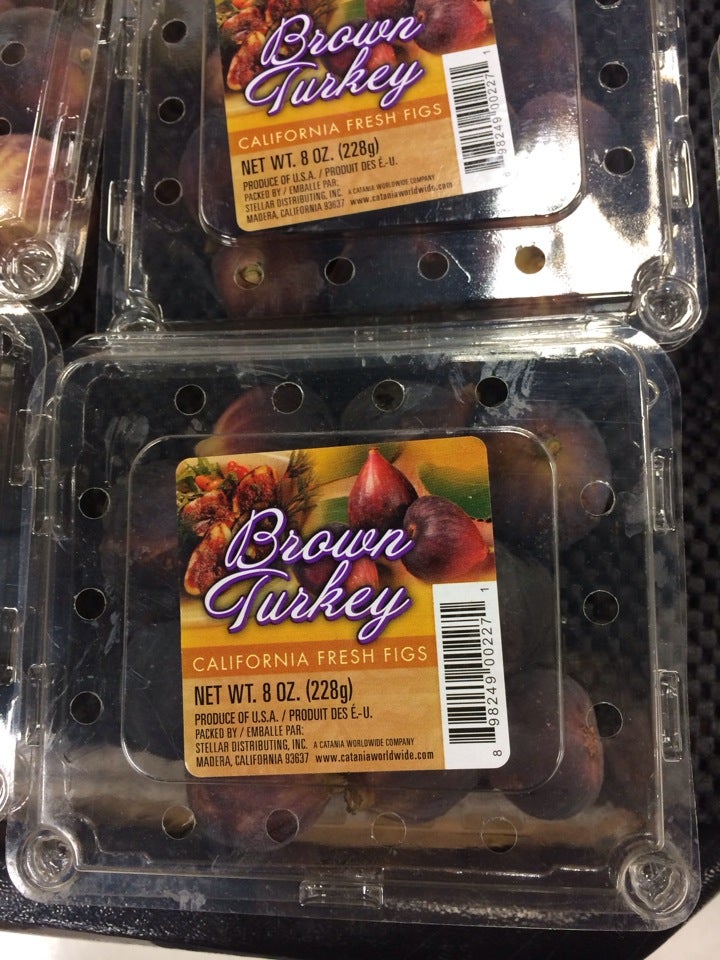 Brown
Turkey
CALIFORNIA FRESH FIGS
NET WT. 8 OZ. (228g)
PRODUCE OF U.S.A. / PRODUIT DES É.-U.
PACKED BY / EMBALLE PAR:
STELLAR DISTRIBUTING, INC. A CATANIA WORLDWIDE COMPANY
MADERA, CALIFORNIA 93637 www.cataniaworldwide.com
98249 00227 1
Brown
Turkey
CALIFORNIA FRESH FIGS
NET WT. 8 OZ. (228g)
PRODUCE OF U.S.A. / PRODUIT DES É.-U.
PACKED BY / EMBALLE PAR:
STELLAR DISTRIBUTING, INC. A CATANIA WORLDWIDE COMPANY
MADERA, CALIFORNIA 93637 www.cataniaworldwide.com
8 98249 00227 1